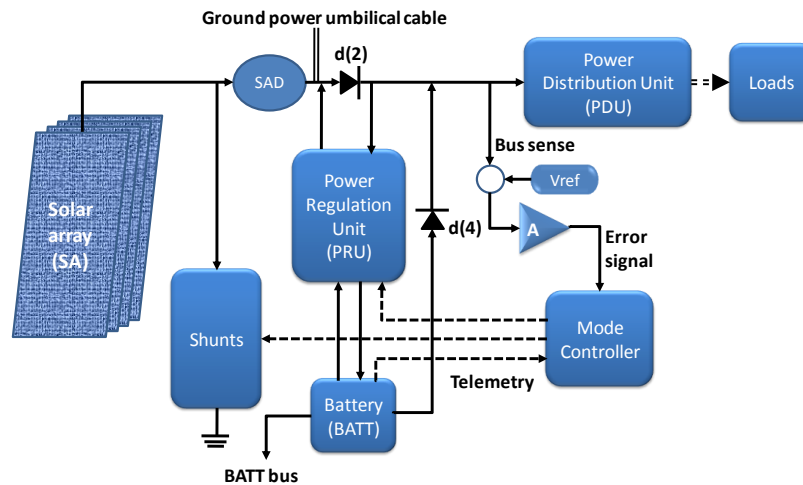 Ground power umbilical cable
d(2)
SAD
Power
Distribution Unit
(PDU)
Loads
Bus sense
Power
Regulation
Unit
(PRU)
Vref
Solar
array
(SA)
d(4)
A
Error
signal
Shunts
Mode
Controller
Telemetry
Battery
(BATT)
BATT bus